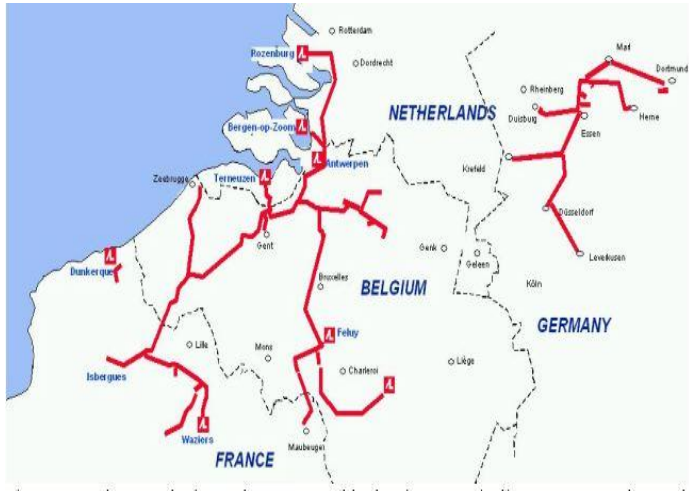 Rotterdam
Rozenburg
Dordrecht
Marl
Dortmund
Rheinberg
Duisburg
Herne
Essen
NETHERLANDS
Bergen-op-Zoom
Antwerpen
Krefeld
Zeebrugge
Terneuzen
Düsseldorf
Gent
Genk
Geleen
Leverkusen
Dunkerque
Bruxelles
BELGIUM
Köln
GERMANY
Lille
Mons
Feluy
Liège
Charleroi
Isbergues
Waziers
Maubeuge
FRANCE